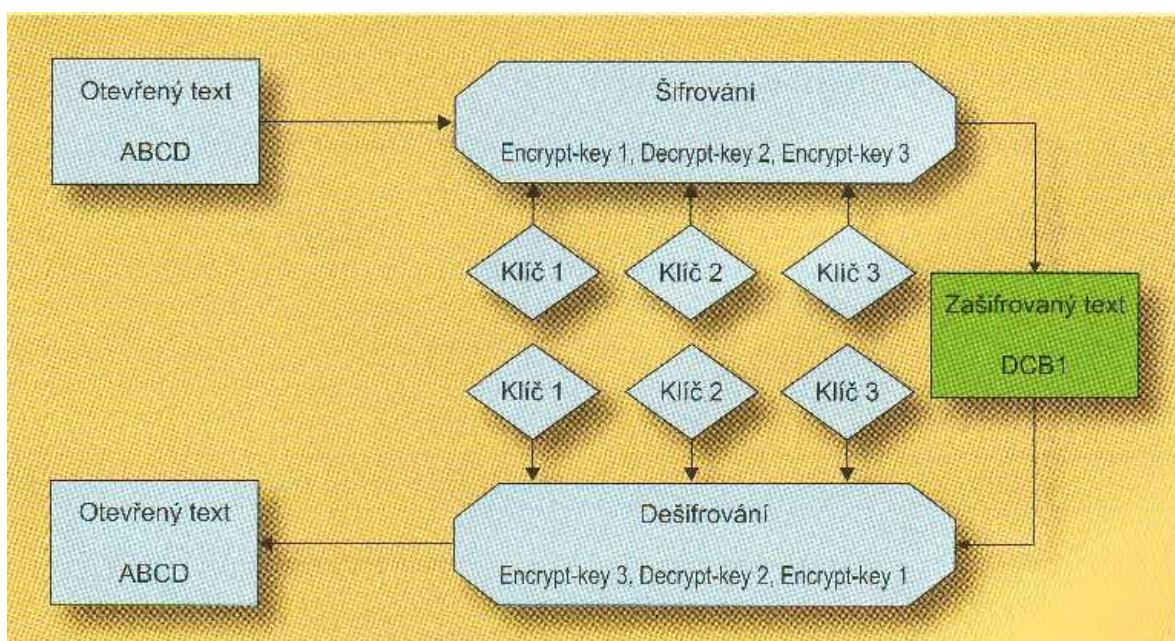 Otevřený text
ABCD
Šifrování
Encrypt-key 1, Decrypt-key 2, Encrypt-key 3
Klíč 1
Klíč 2
Klíč 3
Zašifrovaný text
DCB1
Klíč 1
Klíč 2
Klíč 3
Otevřený text
ABCD
Dešifrování
Encrypt-key 3, Decrypt-key 2, Encrypt-key 1